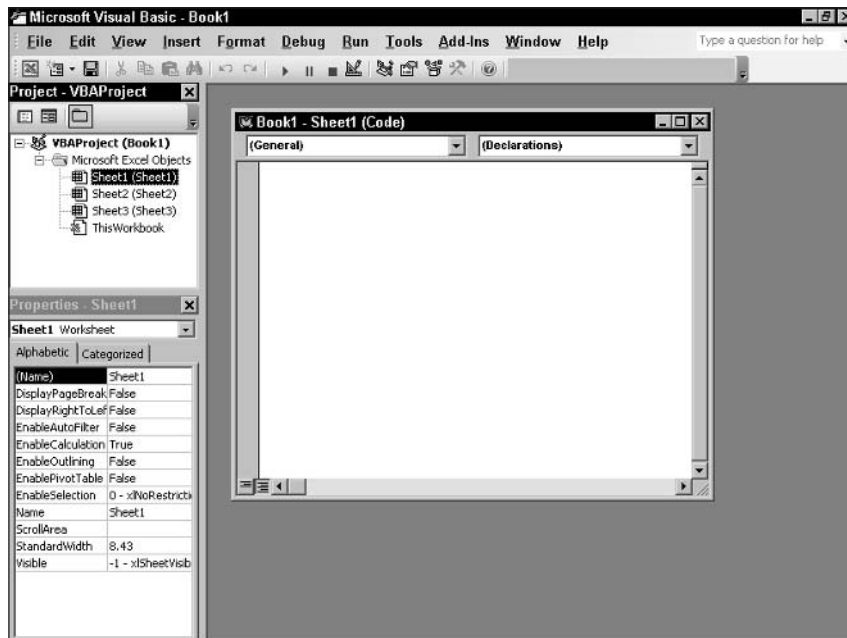 Microsoft Visual Basic - Book1
File Edit View Insert Format Debug Run Tools Add-Ins Window Help Type a question for help
Project - VBAProject
VBAProject (Book1)
Microsoft Excel Objects
Sheet1 (Sheet1)
Sheet2 (Sheet2)
Sheet3 (Sheet3)
ThisWorkbook
Book1 - Sheet1 (Code)
(General) (Declarations)
Properties - Sheet1
Sheet1 Worksheet
Alphabetic Categorized
(Name) Sheet1
DisplayPageBreak False
DisplayRightToLef False
EnableAutoFilter False
EnableCalculation True
EnableOutlining False
EnablePivotTable False
EnableSelection 0 - xlNoRestricti
Name Sheet1
ScrollArea
StandardWidth 8.43
Visible -1 - xlSheetVisib